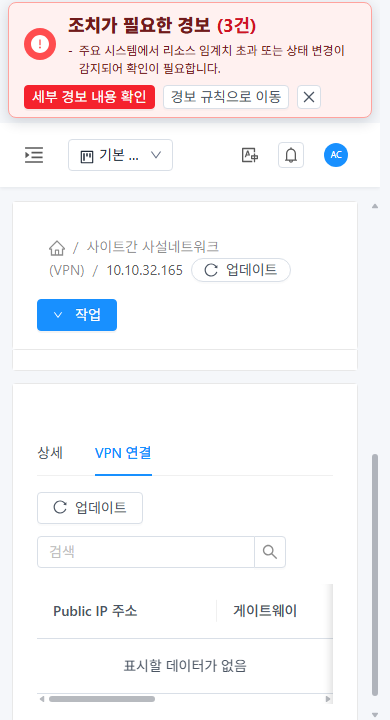 조치가 필요한 경보 (3건)
- 주요 시스템에서 리소스 임계치 초과 또는 상태 변경이
감지되어 확인이 필요합니다.
세부 경보 내용 확인 경보 규칙으로 이동
기본 ... AC
/ 사이트간 사설네트워크
(VPN) / 10.10.32.165 업데이트
작업
상세 VPN 연결
업데이트
검색
Public IP 주소 게이트웨이
표시할 데이터가 없음